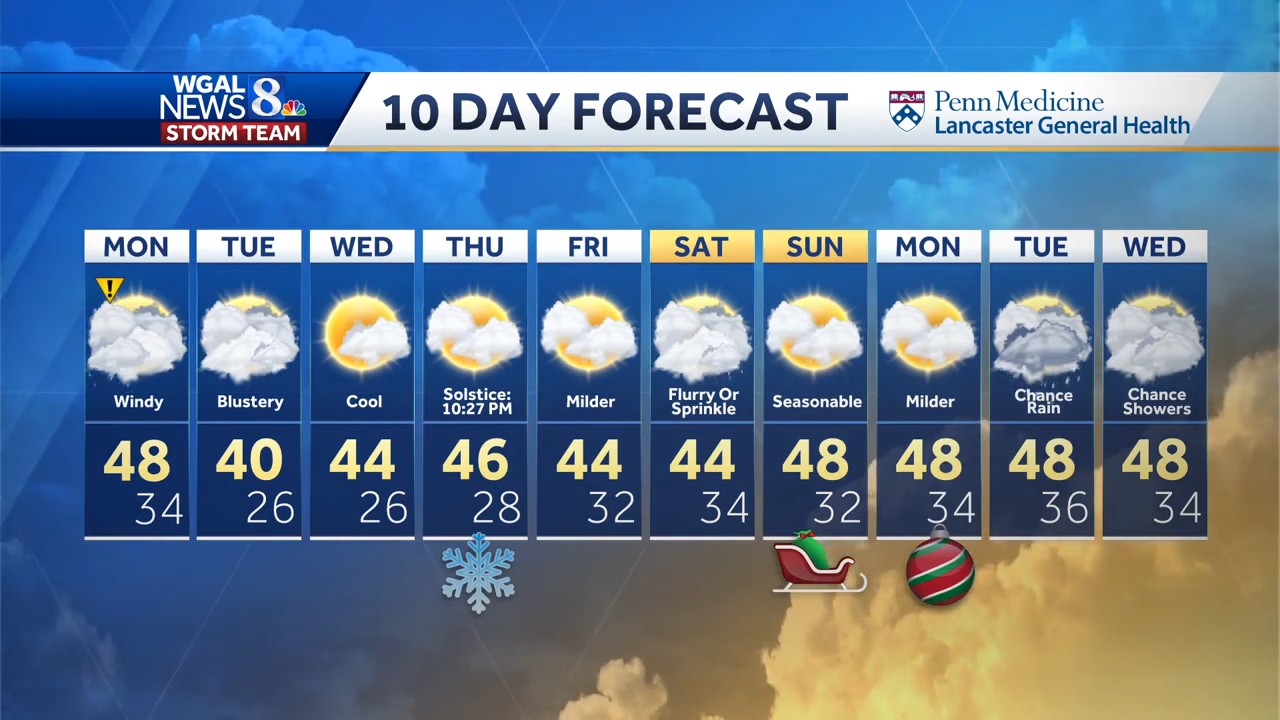 WGAL
NEWS 8
STORM TEAM
10 DAY FORECAST
Penn Medicine
Lancaster General Health
MON TUE WED THU FRI SAT SUN MON TUE WED
!
Windy
Blustery
Cool
Solstice:
10:27 PM
Milder
Flurry Or
Sprinkle
Seasonable
Milder
Chance
Rain
Chance
Showers
48 40 44 46 44 44 48 48 48 48
34 26 26 28 32 34 32 34 36 34